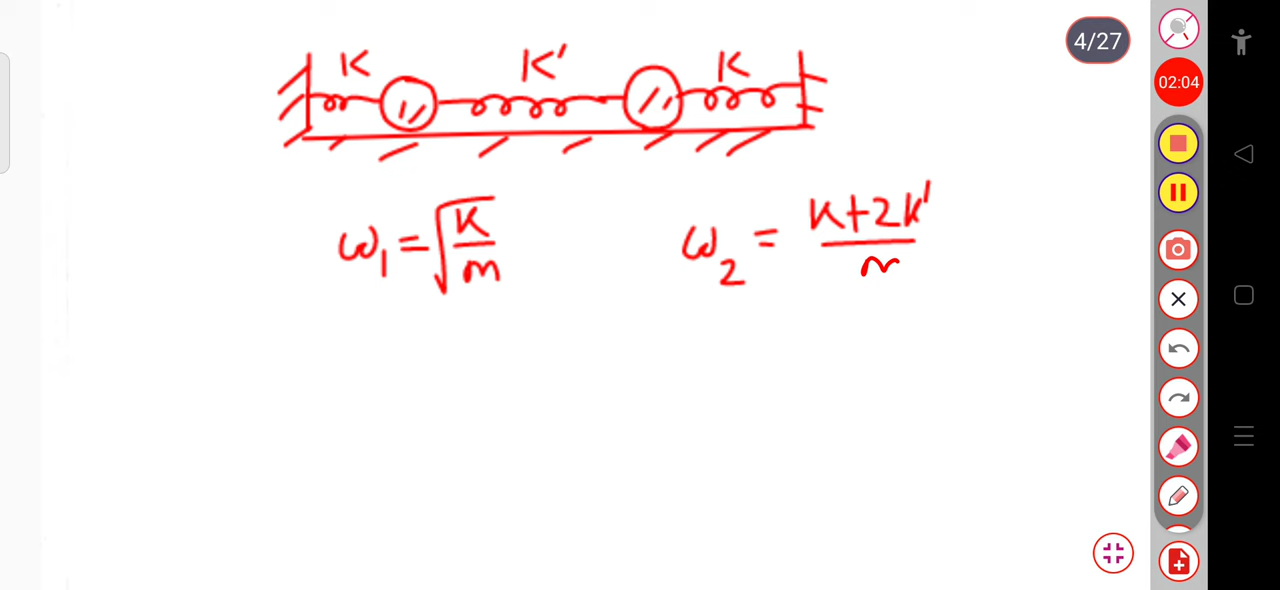 4/27
02:04
K K' K
ω₁ = √(K/m) ω₂ = (K+2K')/m